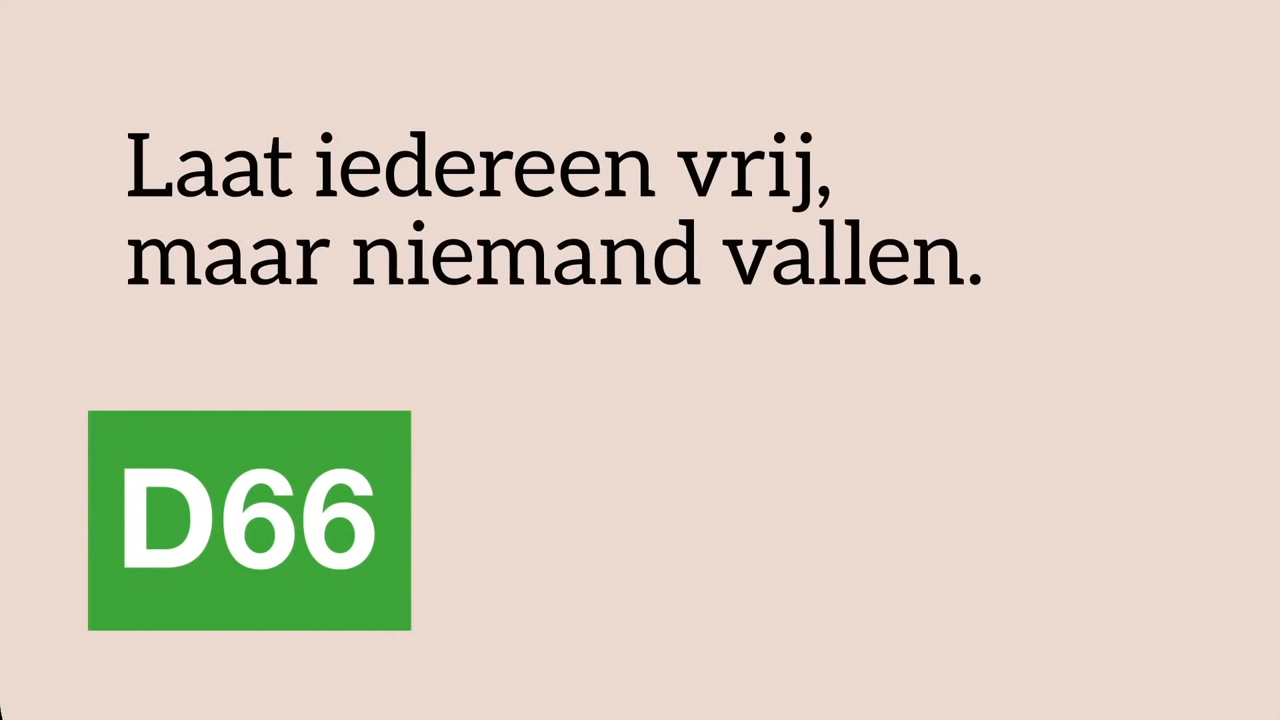 Laat iedereen vrij,
maar niemand vallen.
D66